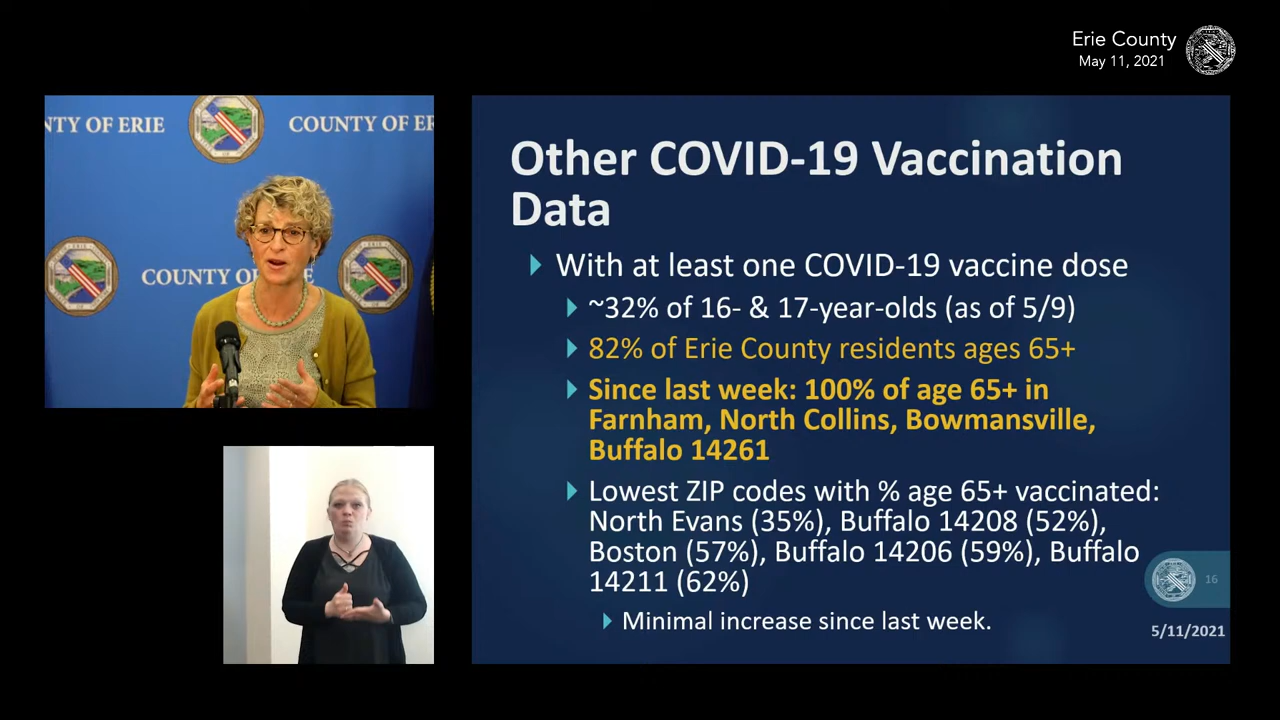 Erie County
May 11, 2021
NTY OF ERIE
COUNTY OF ER
COUNTY OF
E
Other COVID-19 Vaccination
Data
With at least one COVID-19 vaccine dose
~32% of 16- & 17-year-olds (as of 5/9)
82% of Erie County residents ages 65+
Since last week: 100% of age 65+ in
Farnham, North Collins, Bowmansville,
Buffalo 14261
Lowest ZIP codes with % age 65+ vaccinated:
North Evans (35%), Buffalo 14208 (52%),
Boston (57%), Buffalo 14206 (59%), Buffalo
14211 (62%)
Minimal increase since last week.
16
5/11/2021